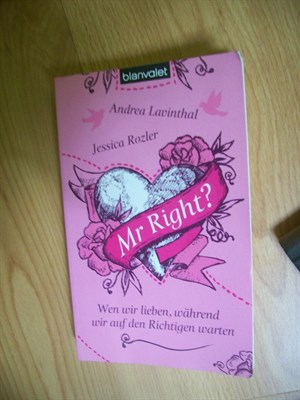 blanvalet
Andrea Lavinthal
Jessica Rozler
Mr Right?
Wen wir lieben, während
wir auf den Richtigen warten